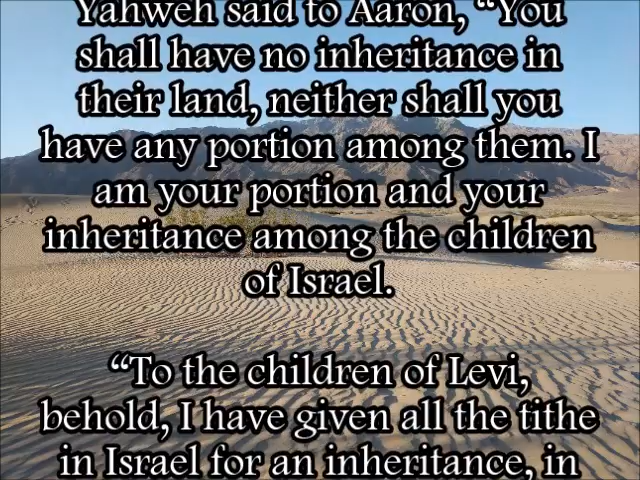 Yahweh said to Aaron, “You
shall have no inheritance in
their land, neither shall you
have any portion among them. I
am your portion and your
inheritance among the children
of Israel.
“To the children of Levi,
behold, I have given all the tithe
in Israel for an inheritance, in